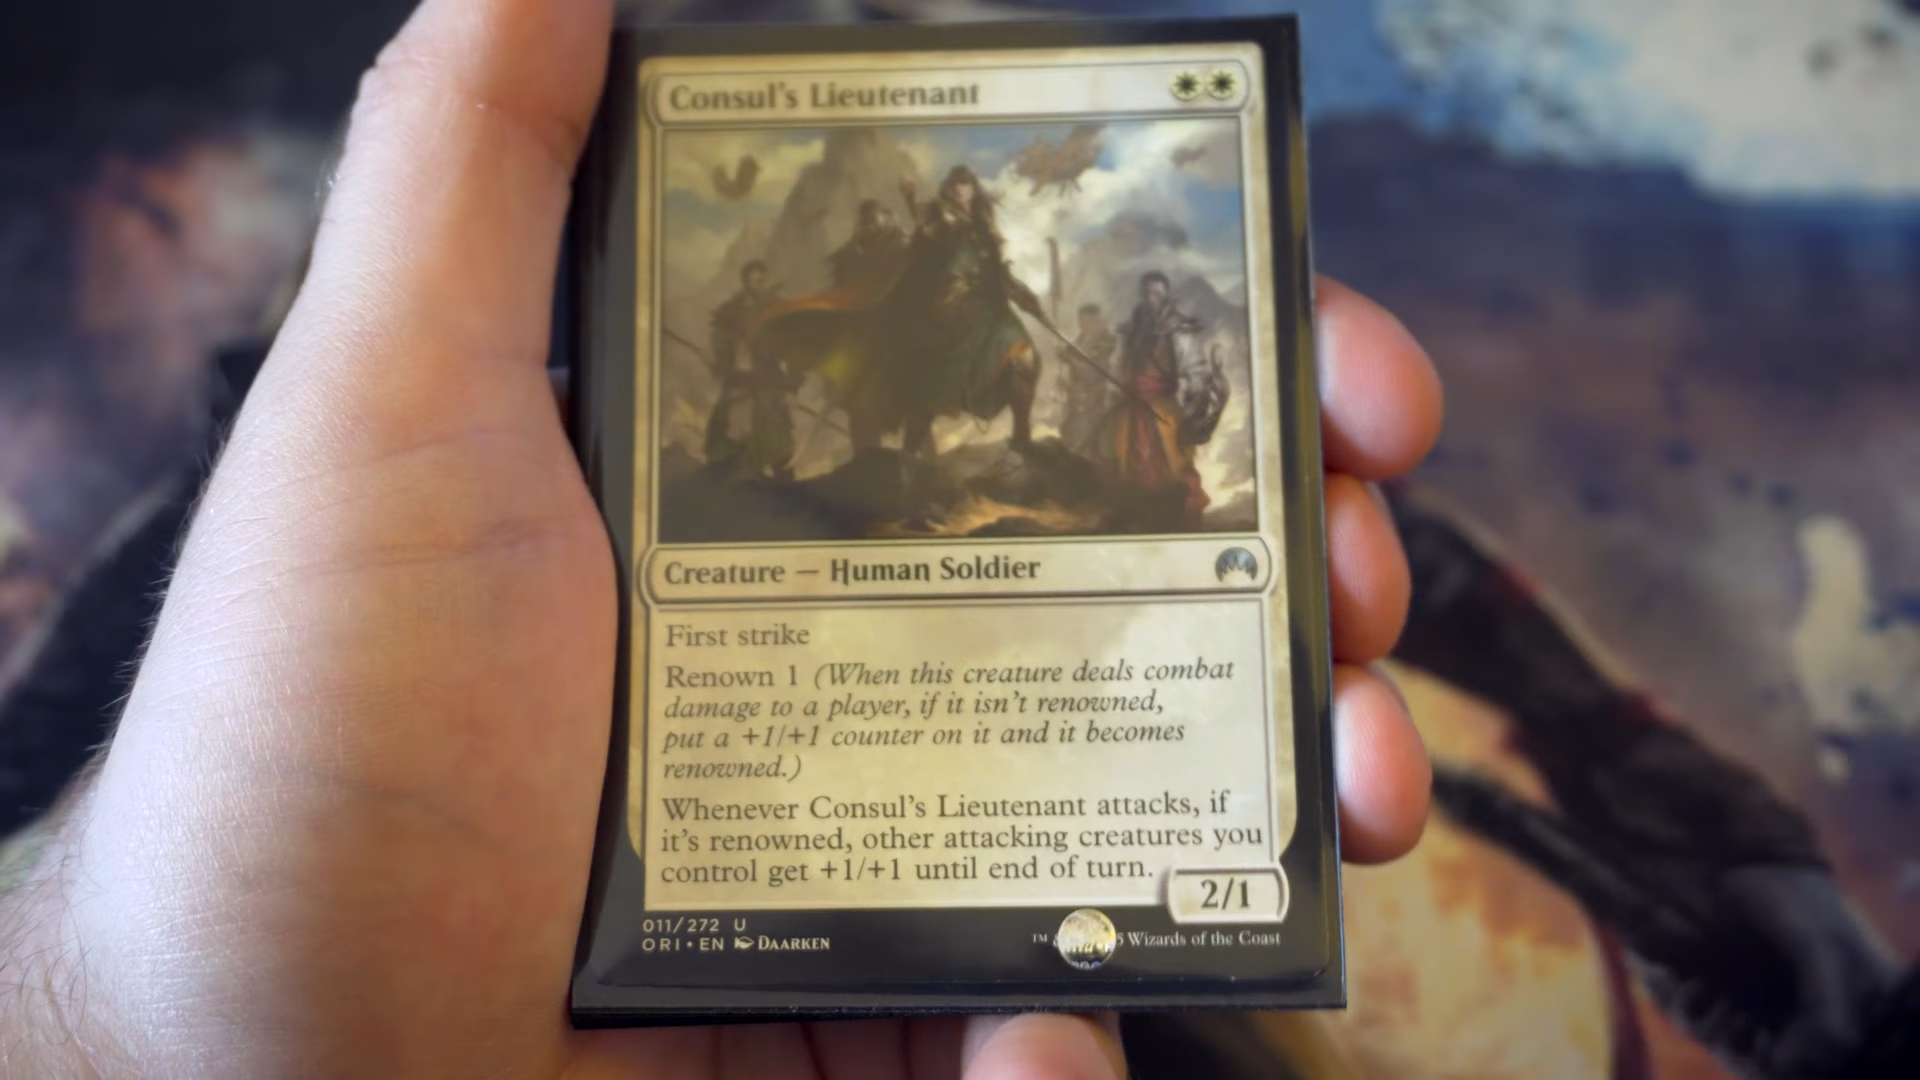 Consul's Lieutenant
Creature — Human Soldier
First strike
Renown 1 (When this creature deals combat
damage to a player, if it isn't renowned,
put a +1/+1 counter on it and it becomes
renowned.)
Whenever Consul's Lieutenant attacks, if
it's renowned, other attacking creatures you
control get +1/+1 until end of turn.
2/1
011/272 U
ORI • EN DAARKEN
™ & 5 Wizards of the Coast